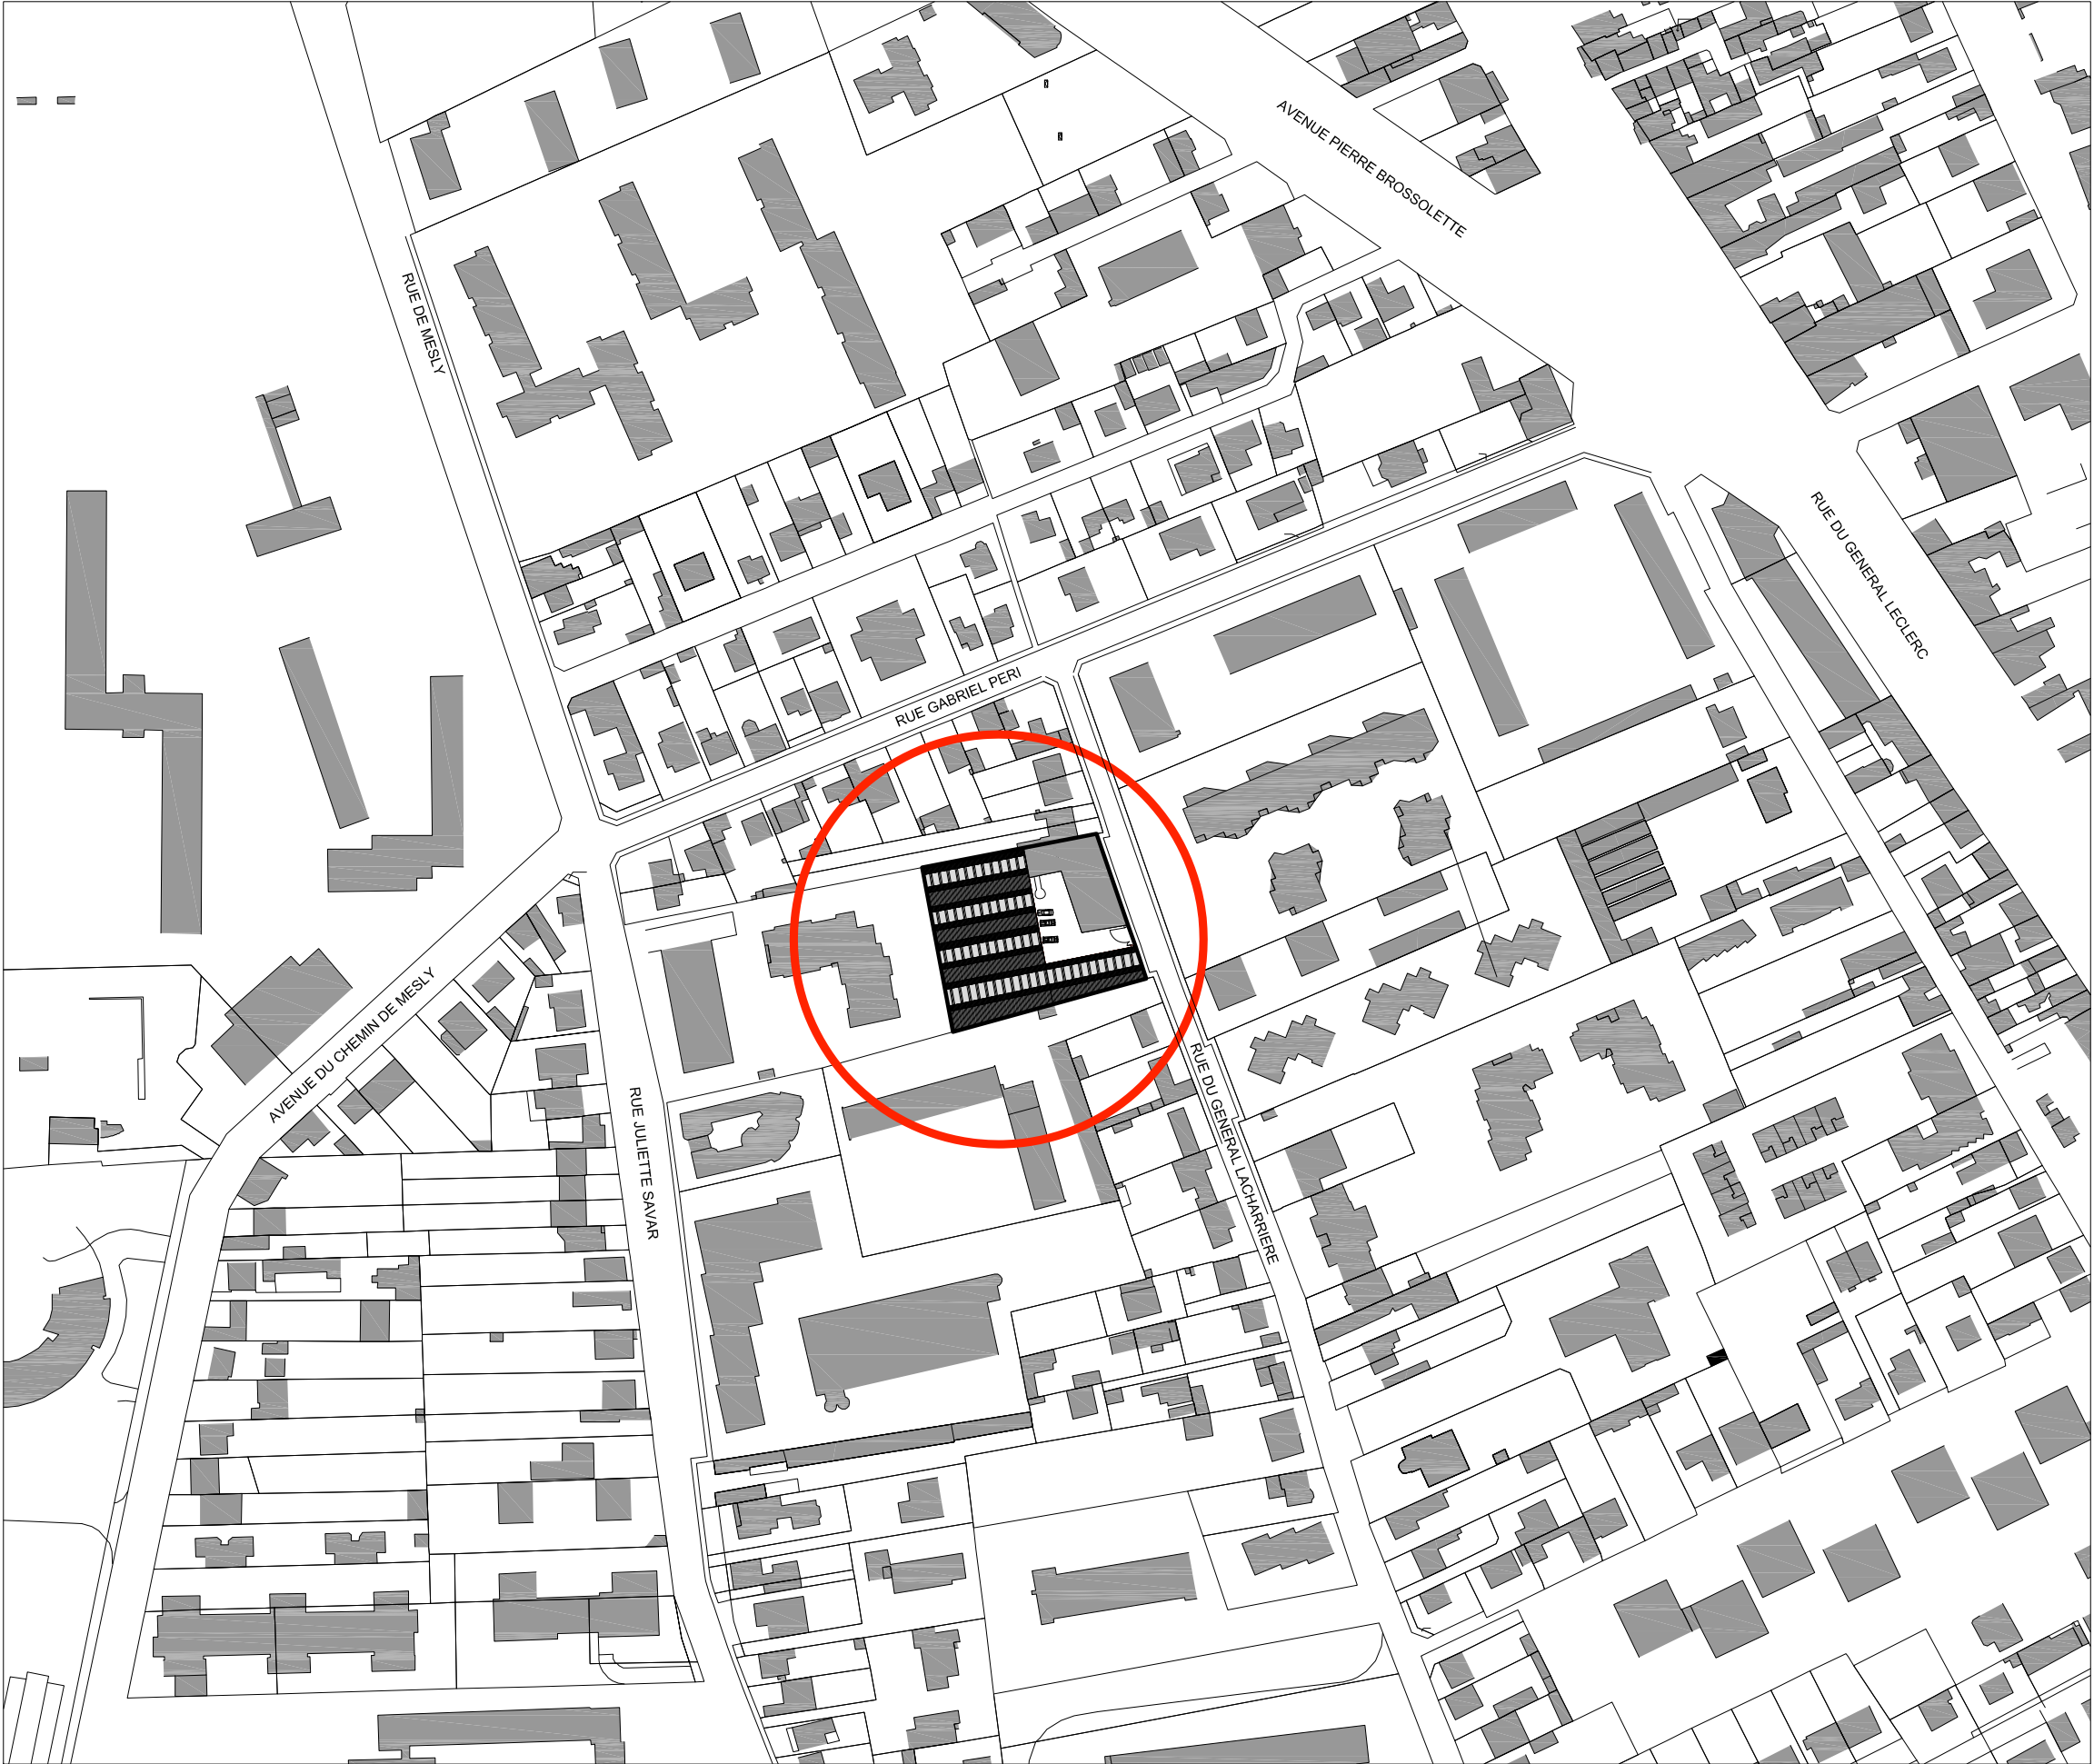 AVENUE PIERRE BROSSOLETTE
RUE DE MESLY
RUE DU GENERAL LECLERC
RUE GABRIEL PERI
AVENUE DU CHEMIN DE MESLY
RUE JULIETTE SAVAR
RUE DU GENERAL LACHARRIERE